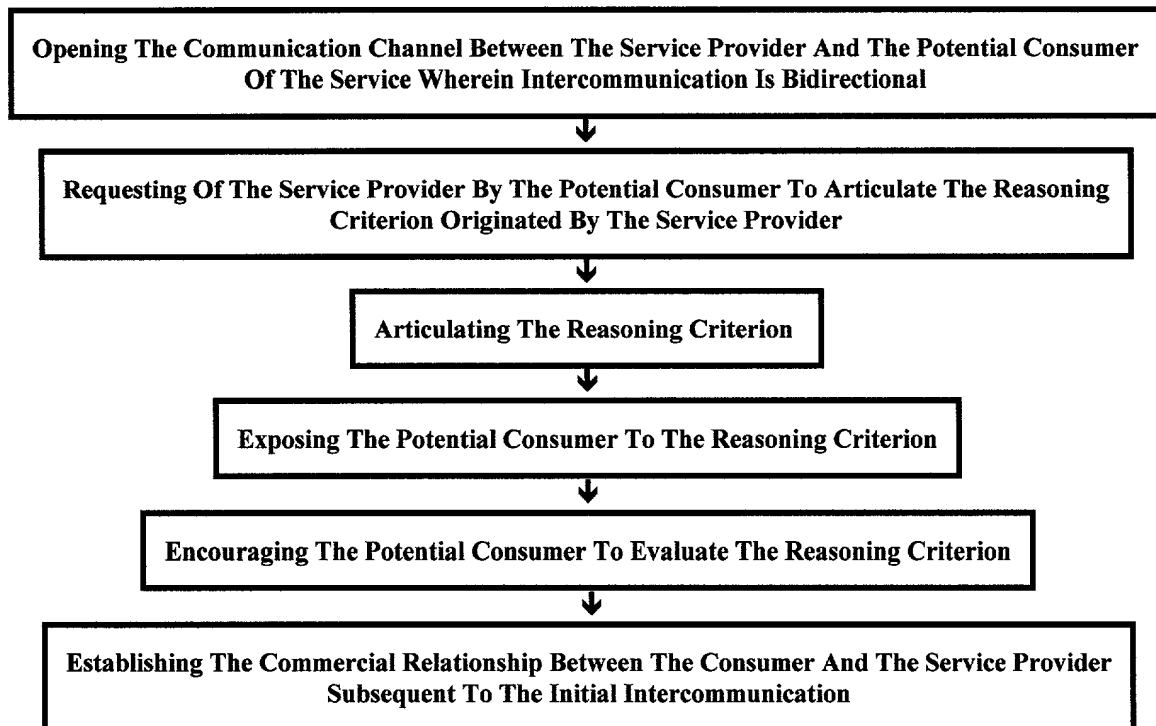 Opening The Communication Channel Between The Service Provider And The Potential Consumer
Of The Service Wherein Intercommunication Is Bidirectional
Requesting Of The Service Provider By The Potential Consumer To Articulate The Reasoning
Criterion Originated By The Service Provider
Articulating The Reasoning Criterion
Exposing The Potential Consumer To The Reasoning Criterion
Encouraging The Potential Consumer To Evaluate The Reasoning Criterion
Establishing The Commercial Relationship Between The Consumer And The Service Provider
Subsequent To The Initial Intercommunication